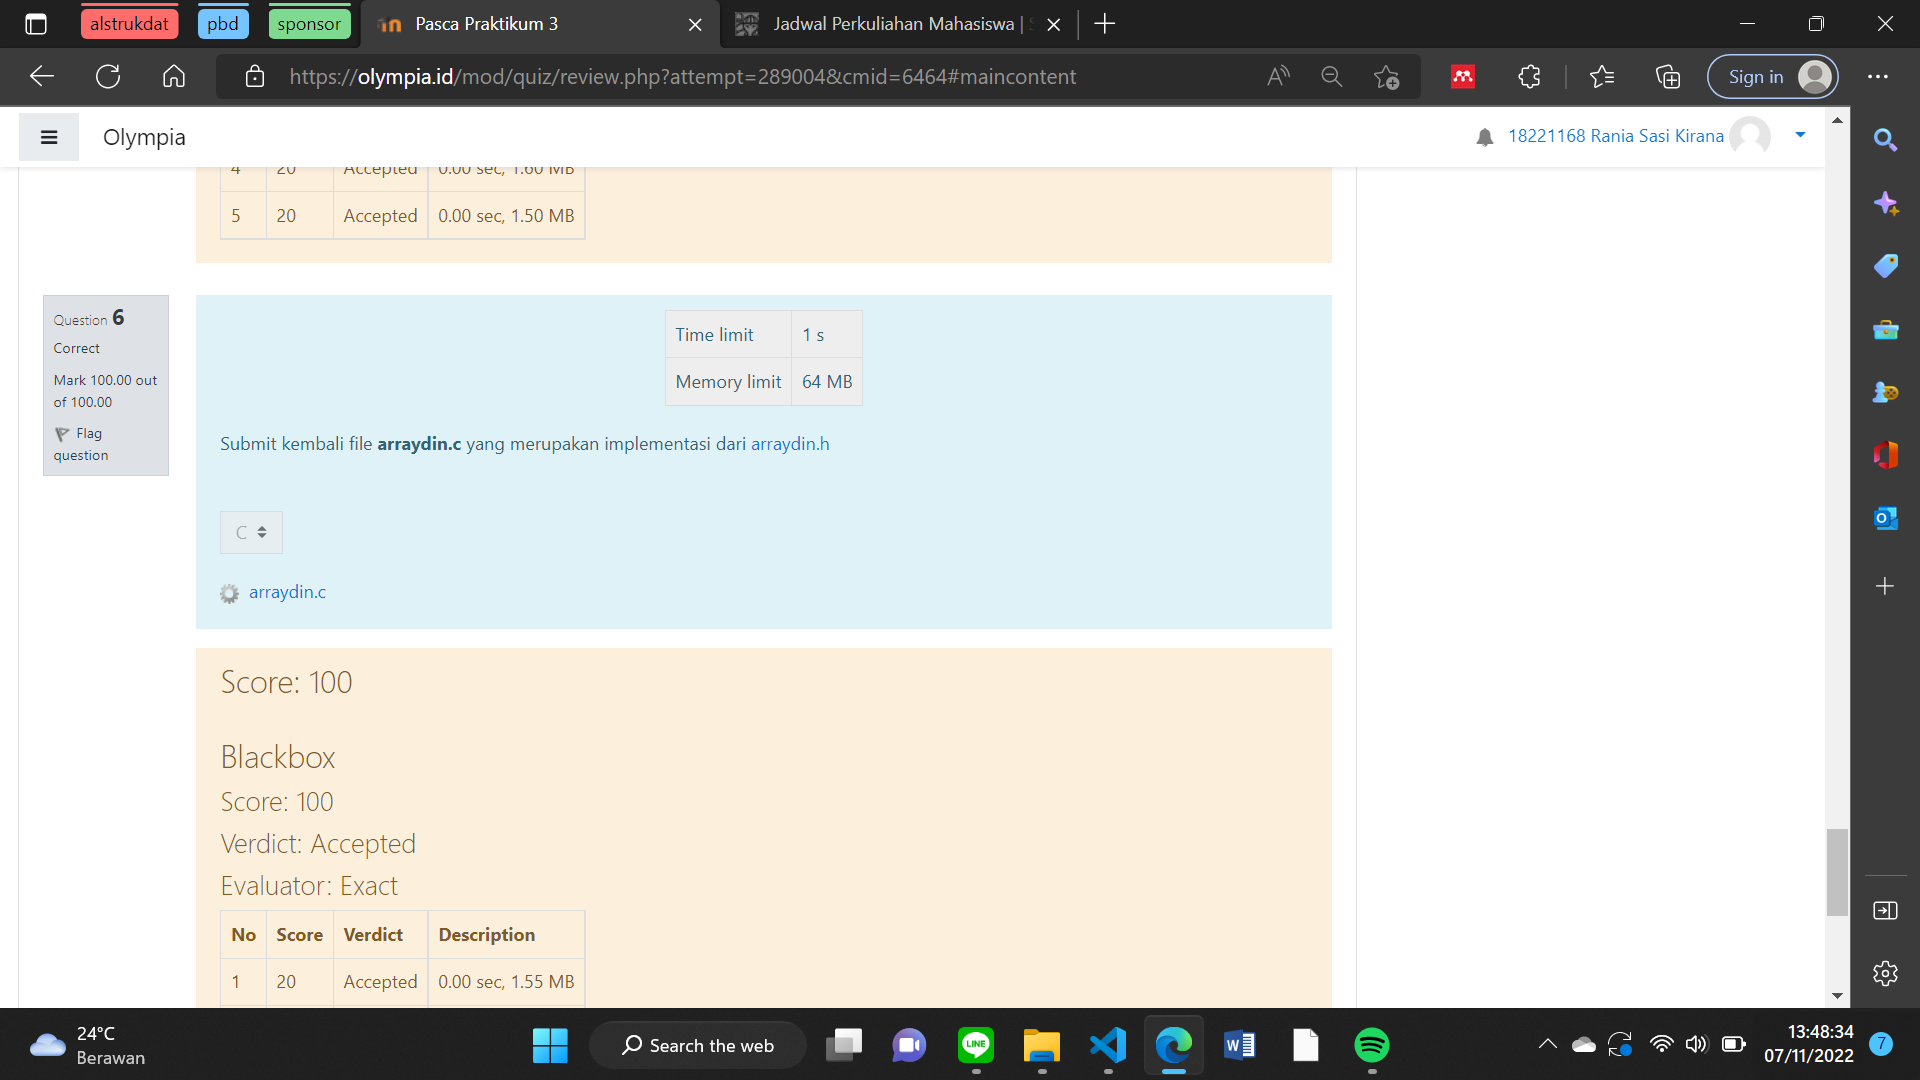 alstrukdat pbd sponsor Pasca Praktikum 3 Jadwal Perkuliahan Mahasiswa |
https://olympia.id/mod/quiz/review.php?attempt=289004&cmid=6464#maincontent Sign in
Olympia 18221168 Rania Sasi Kirana
4 20 Accepted 0.00 sec, 1.60 MB
5 20 Accepted 0.00 sec, 1.50 MB
Question 6
Correct
Mark 100.00 out
of 100.00
Flag
question
Time limit 1 s
Memory limit 64 MB
Submit kembali file arraydin.c yang merupakan implementasi dari arraydin.h
C
arraydin.c
Score: 100
Blackbox
Score: 100
Verdict: Accepted
Evaluator: Exact
No Score Verdict Description
1 20 Accepted 0.00 sec, 1.55 MB
24°C
Berawan
Search the web
LINE
13:48:34
07/11/2022
7